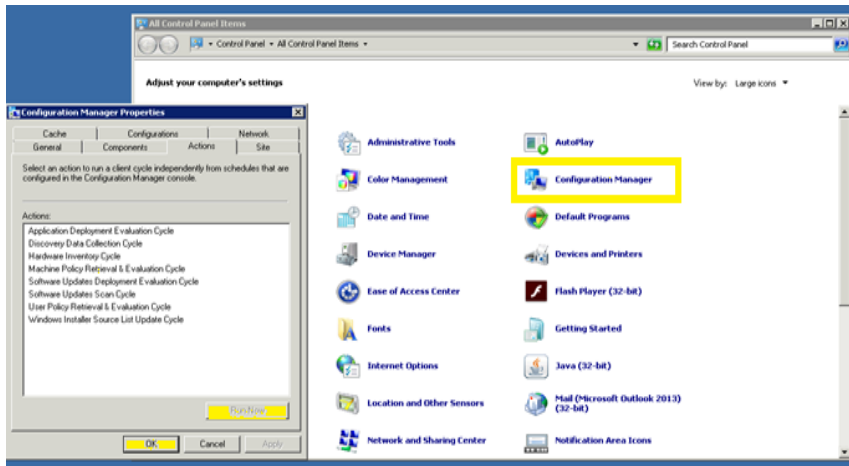 All Control Panel Items
Control Panel All Control Panel Items
Search Control Panel
Adjust your computer's settings
View by: Large icons
Configuration Manager Properties
Cache Configurations Network
General Components Actions Site
Select an action to run a client cycle independently from schedules that are
configured in the Configuration Manager console.
Actions:
Application Deployment Evaluation Cycle
Discovery Data Collection Cycle
Hardware Inventory Cycle
Machine Policy Retrieval & Evaluation Cycle
Software Updates Deployment Evaluation Cycle
Software Updates Scan Cycle
User Policy Retrieval & Evaluation Cycle
Windows Installer Source List Update Cycle
Run Now
OK Cancel Apply
Administrative Tools
AutoPlay
Color Management
Configuration Manager
Date and Time
Default Programs
Device Manager
Devices and Printers
Ease of Access Center
Flash Player (32-bit)
Fonts
Getting Started
Internet Options
Java (32-bit)
Location and Other Sensors
Mail (Microsoft Outlook 2013)
(32-bit)
Network and Sharing Center
Notification Area Icons